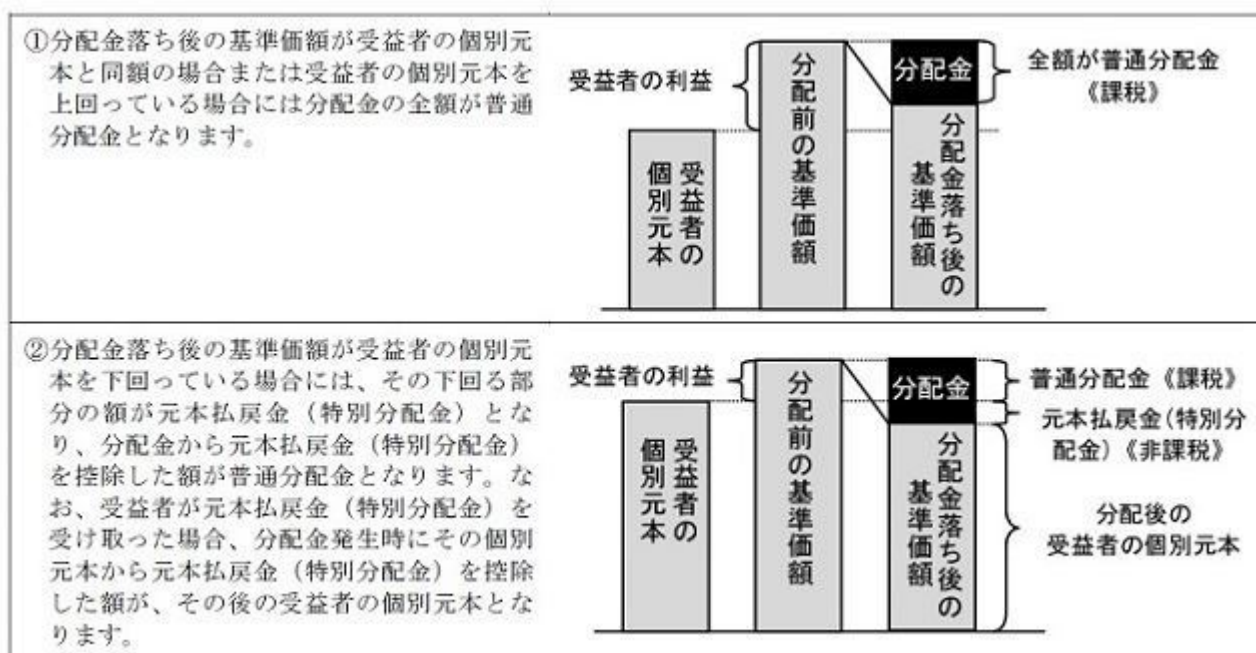 ①分配金落ち後の基準価額が受益者の個別元
本と同額の場合または受益者の個別元本を
上回っている場合には分配金の全額が普通
分配金となります。
受益者の利益
受益者の
個別元本
分配前の基準価額
分配金
分配金落ち後の
基準価額
全額が普通分配金
《課税》
②分配金落ち後の基準価額が受益者の個別元
本を下回っている場合には、その下回る部
分の額が元本払戻金（特別分配金）とな
り、分配金から元本払戻金（特別分配金）
を控除した額が普通分配金となります。な
お、受益者が元本払戻金（特別分配金）を
受け取った場合、分配金発生時にその個別
元本から元本払戻金（特別分配金）を控除
した額が、その後の受益者の個別元本とな
ります。
受益者の利益
受益者の
個別元本
分配前の基準価額
分配金
分配金落ち後の
基準価額
普通分配金《課税》
元本払戻金(特別分
配金)《非課税》
分配後の
受益者の個別元本